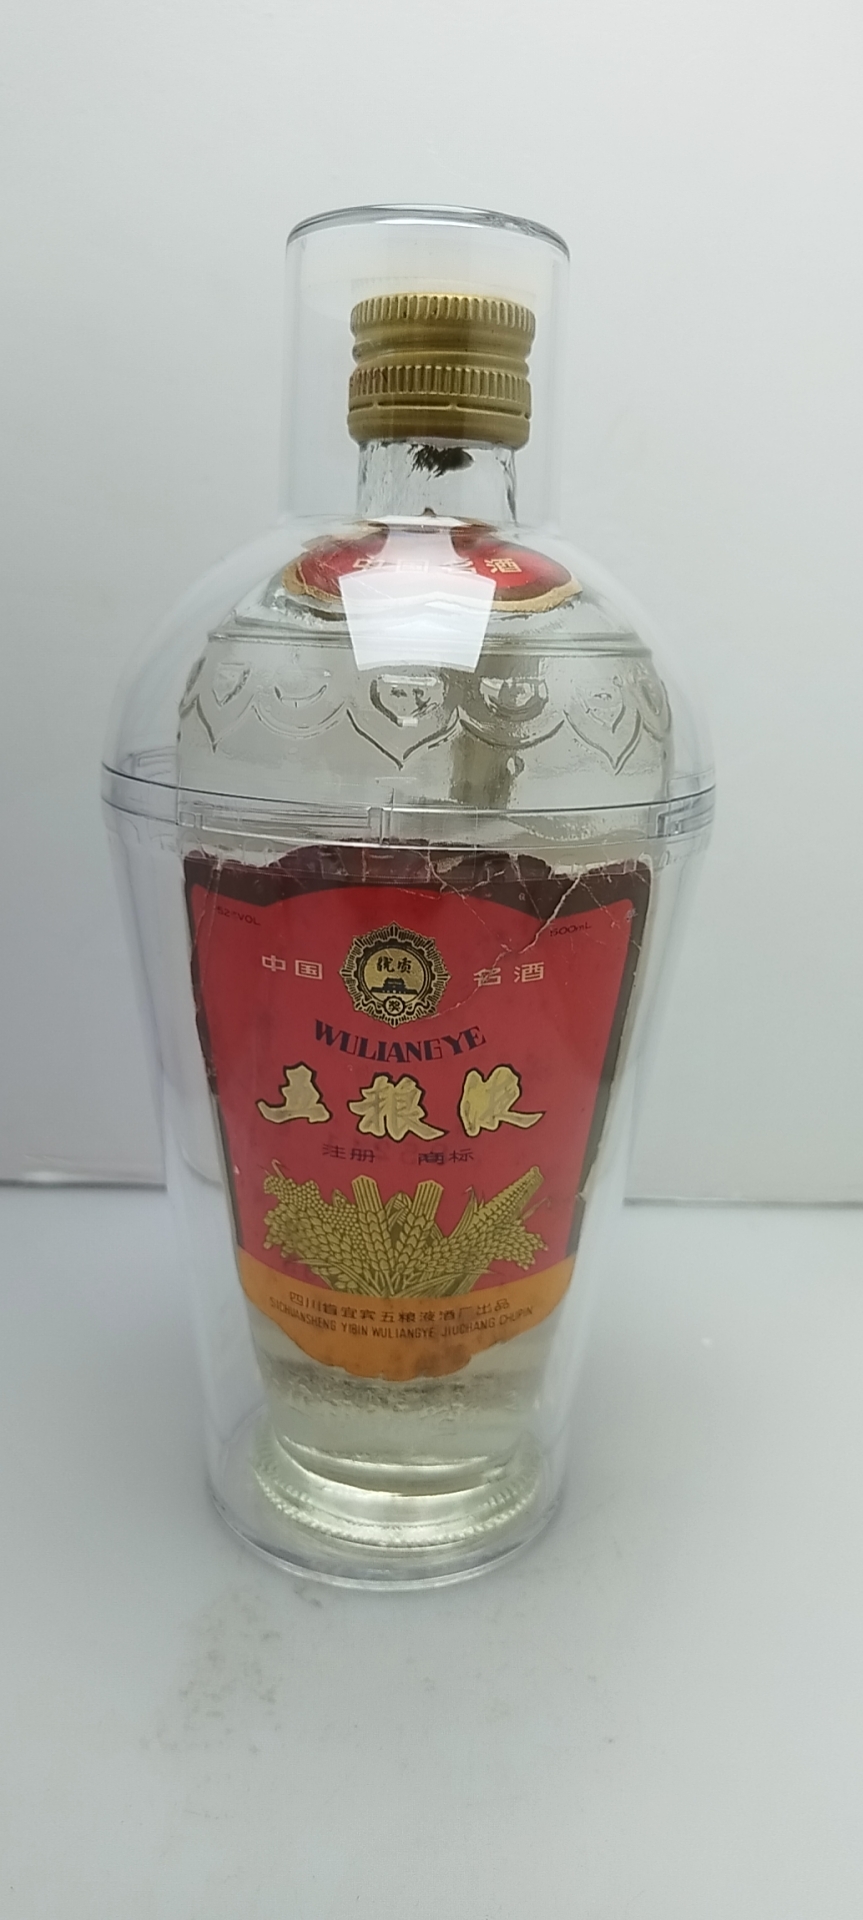 中国名酒
52°VOL 500mL
优质
奖
中国 名酒
WULIANGYE
五粮液
注册 商标
四川省宜宾五粮液酒厂出品
SICHUANSHENG YIBIN WULIANGYE JIUCHANG CHUPIN